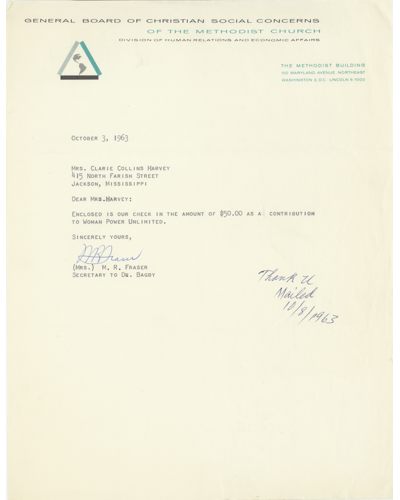 GENERAL BOARD OF CHRISTIAN SOCIAL CONCERNS
OF THE METHODIST CHURCH
DIVISION OF HUMAN RELATIONS AND ECONOMIC AFFAIRS
THE METHODIST BUILDING
100 MARYLAND AVENUE NORTHEAST
WASHINGTON 2, D.C. LINCOLN 6-1000
OCTOBER 3, 1963
MRS. CLARIE COLLINS HARVEY
415 NORTH FARISH STREET
JACKSON, MISSISSIPPI
DEAR MRS.HARVEY:
ENCLOSED IS OUR CHECK IN THE AMOUNT OF $50.00 AS A CONTRIBUTION
TO WOMAN POWER UNLIMITED.
SINCERELY YOURS,
M R Fraser
(MRS.) M. R. FRASER
SECRETARY TO DR. BAGBY
Thank U
Mailed
10/8/1963